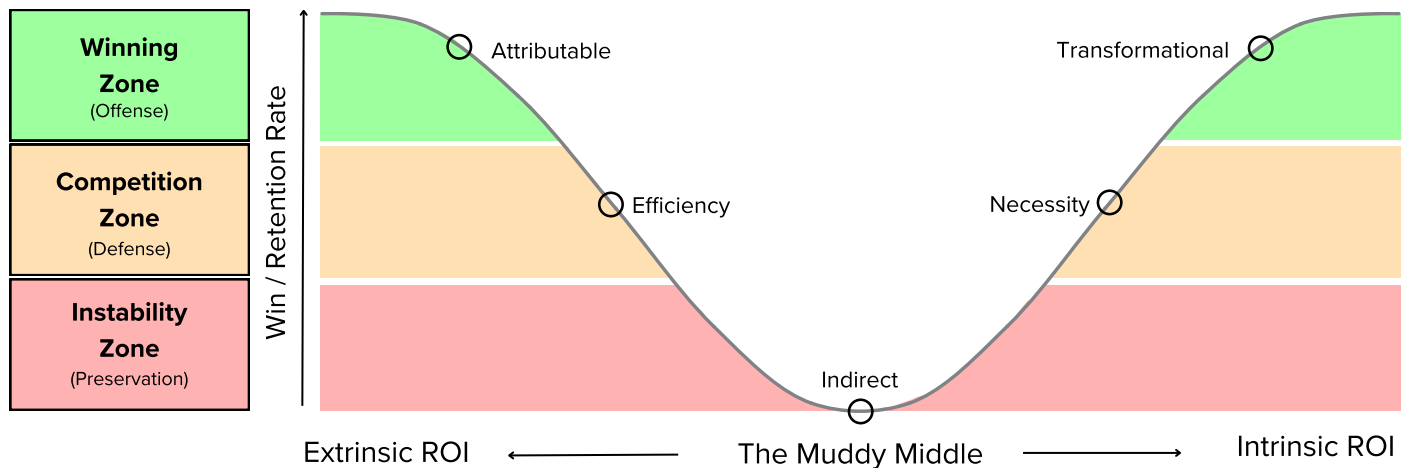 Winning
Zone
(Offense)
Competition
Zone
(Defense)
Instability
Zone
(Preservation)
Win / Retention Rate
Attributable
Transformational
Efficiency
Necessity
Indirect
Extrinsic ROI
The Muddy Middle
Intrinsic ROI